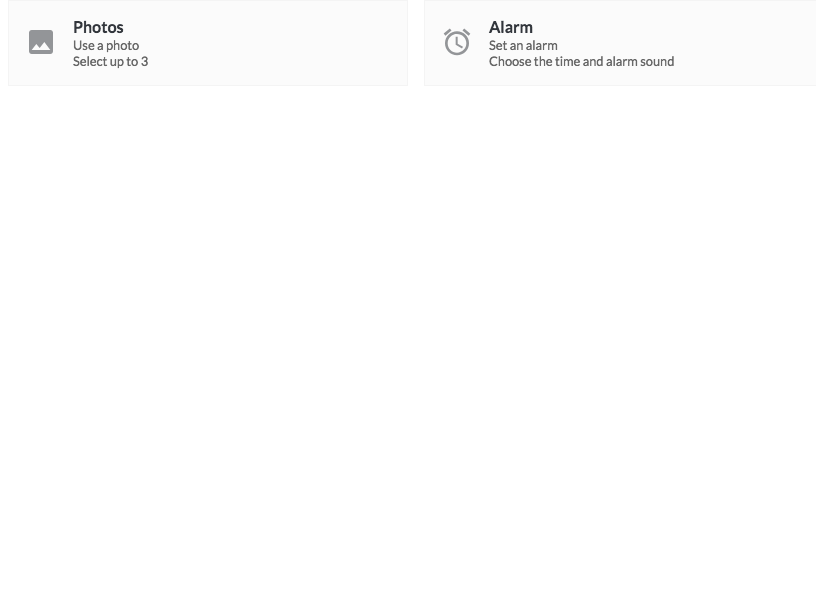 Photos
Use a photo
Select up to 3
Alarm
Set an alarm
Choose the time and alarm sound